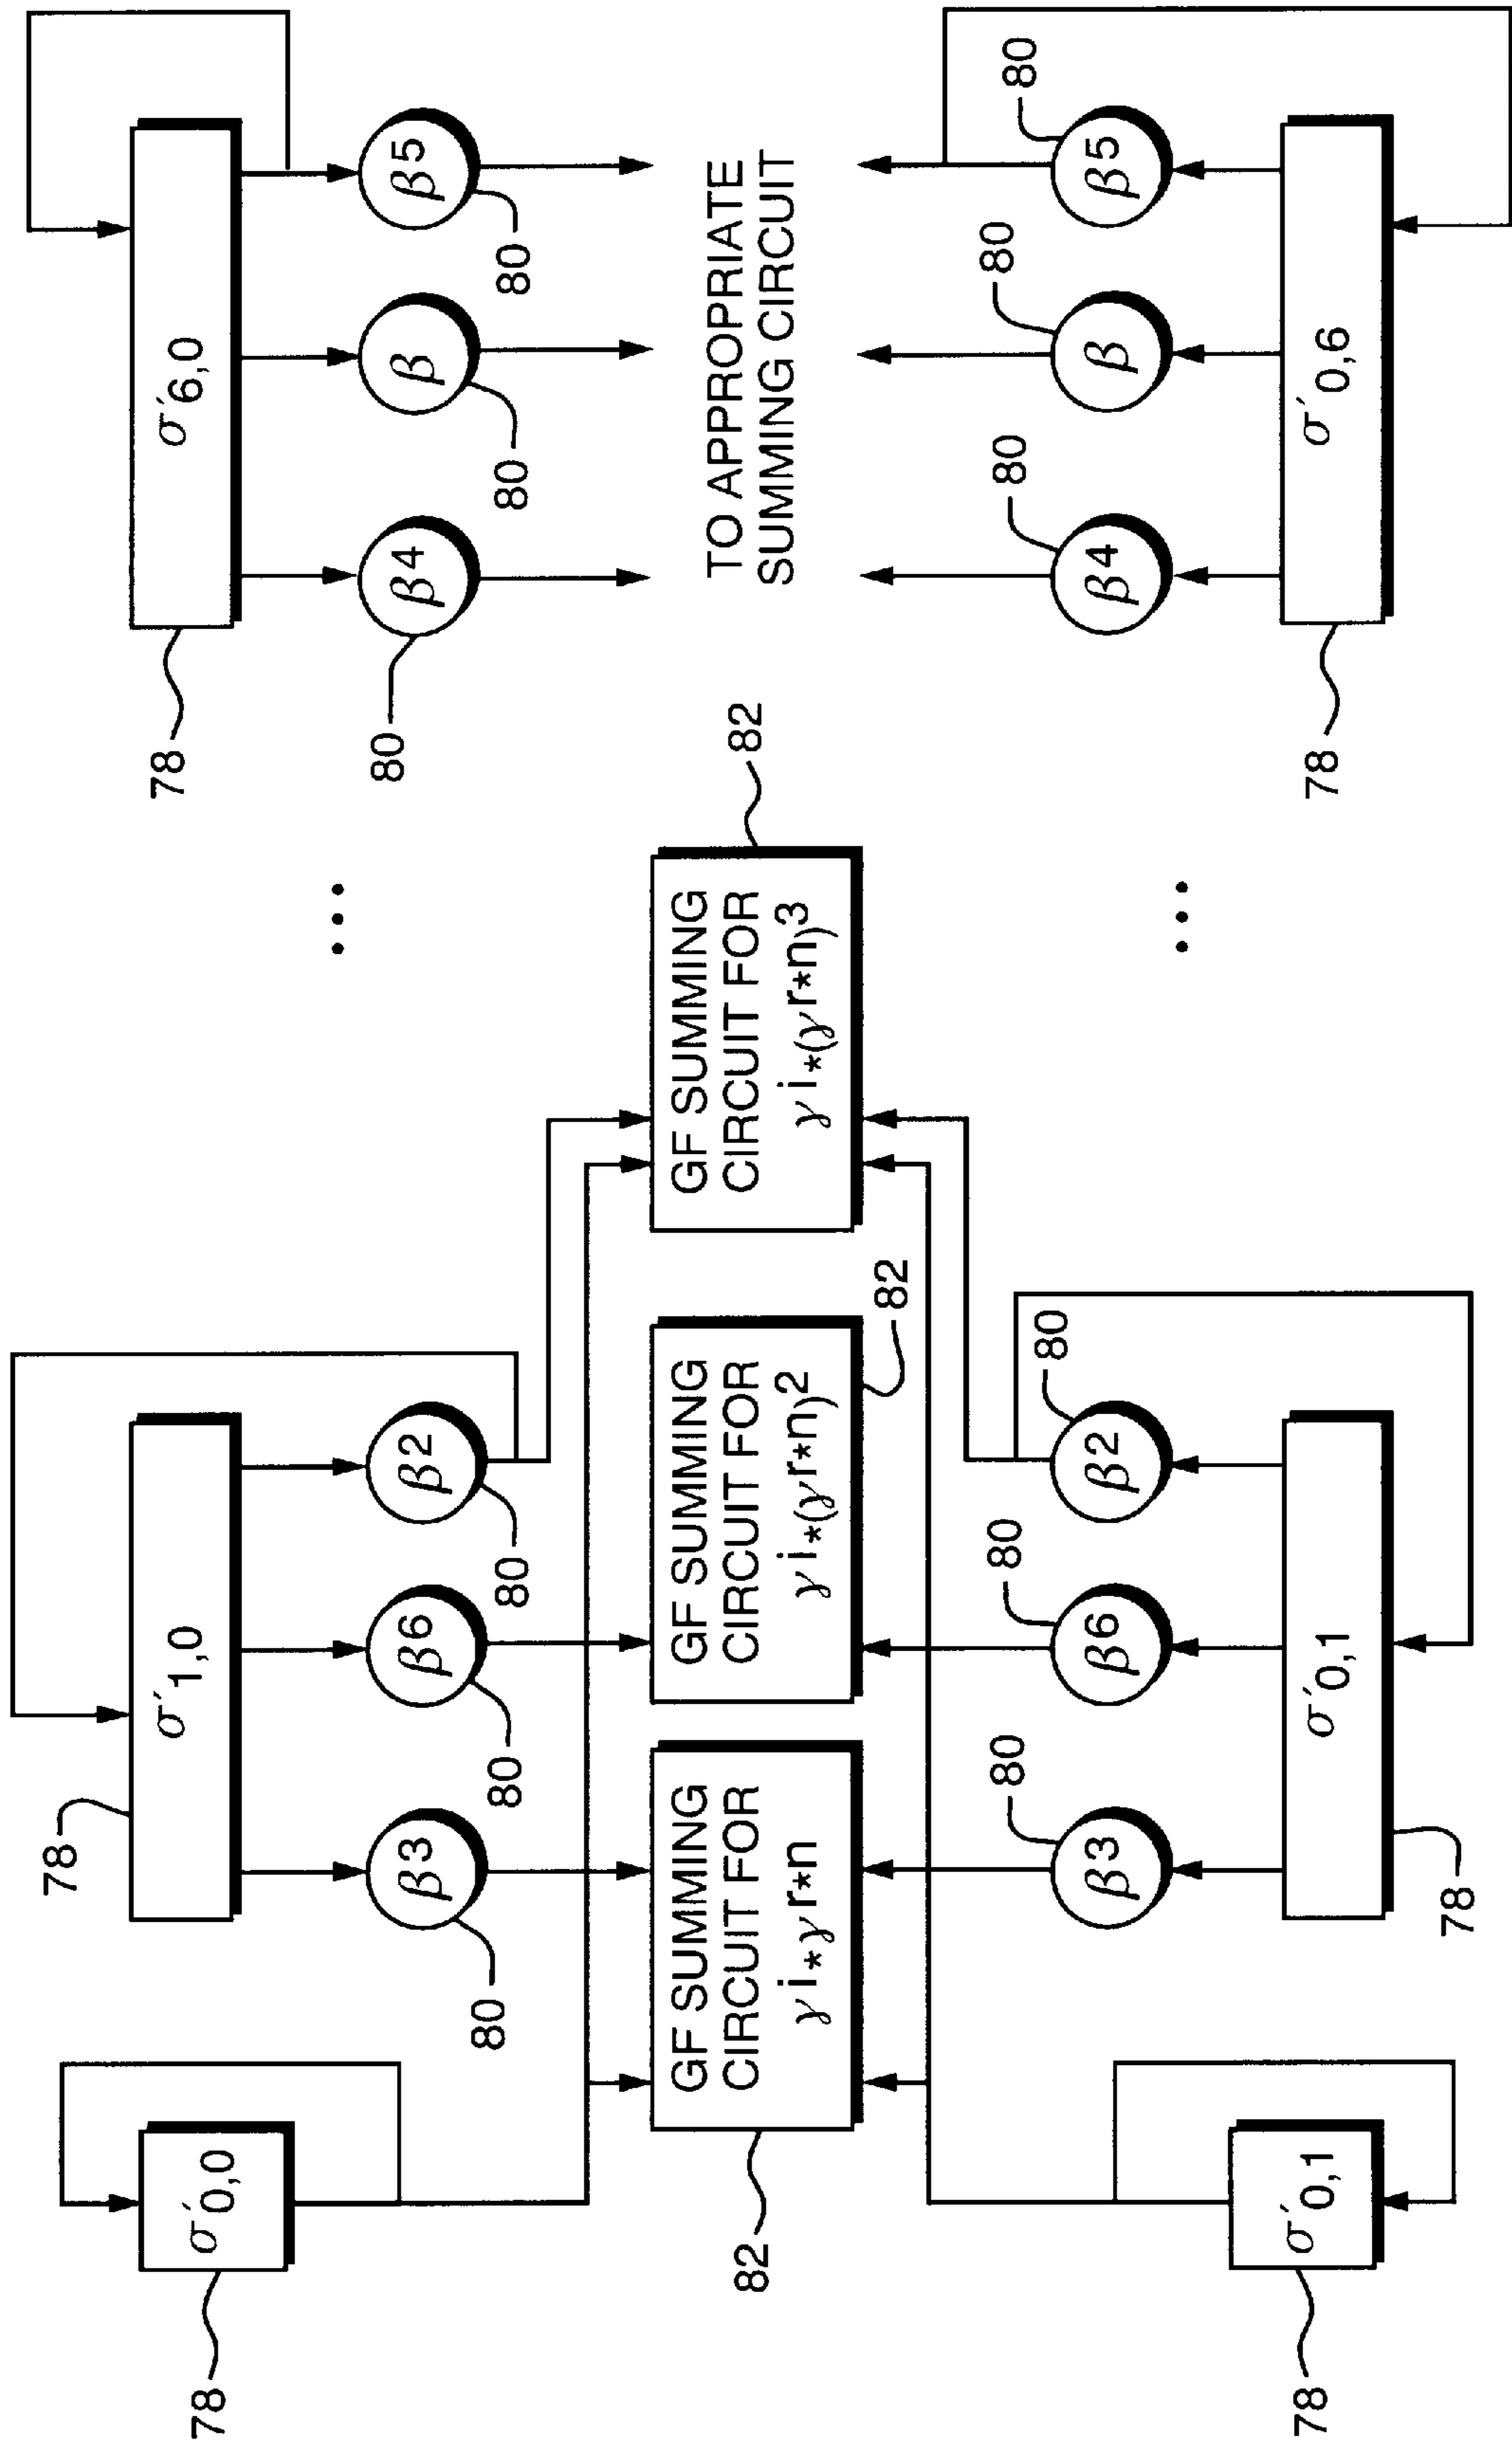 78
σ'0,0
78
σ'1,0
78
σ'6,0
78
β3
β6
β2
β4
β
β5
80
80
80
80
80
80
...
GF SUMMING
CIRCUIT FOR
γi*γr*n
82
GF SUMMING
CIRCUIT FOR
γi*(γr*n)2
82
GF SUMMING
CIRCUIT FOR
γi*(γr*n)3
82
TO APPROPRIATE
SUMMING CIRCUIT
80
80
80
80
80
80
β3
β6
β2
β4
β
β5
...
σ'0,1
78
σ'0,1
σ'0,6
78